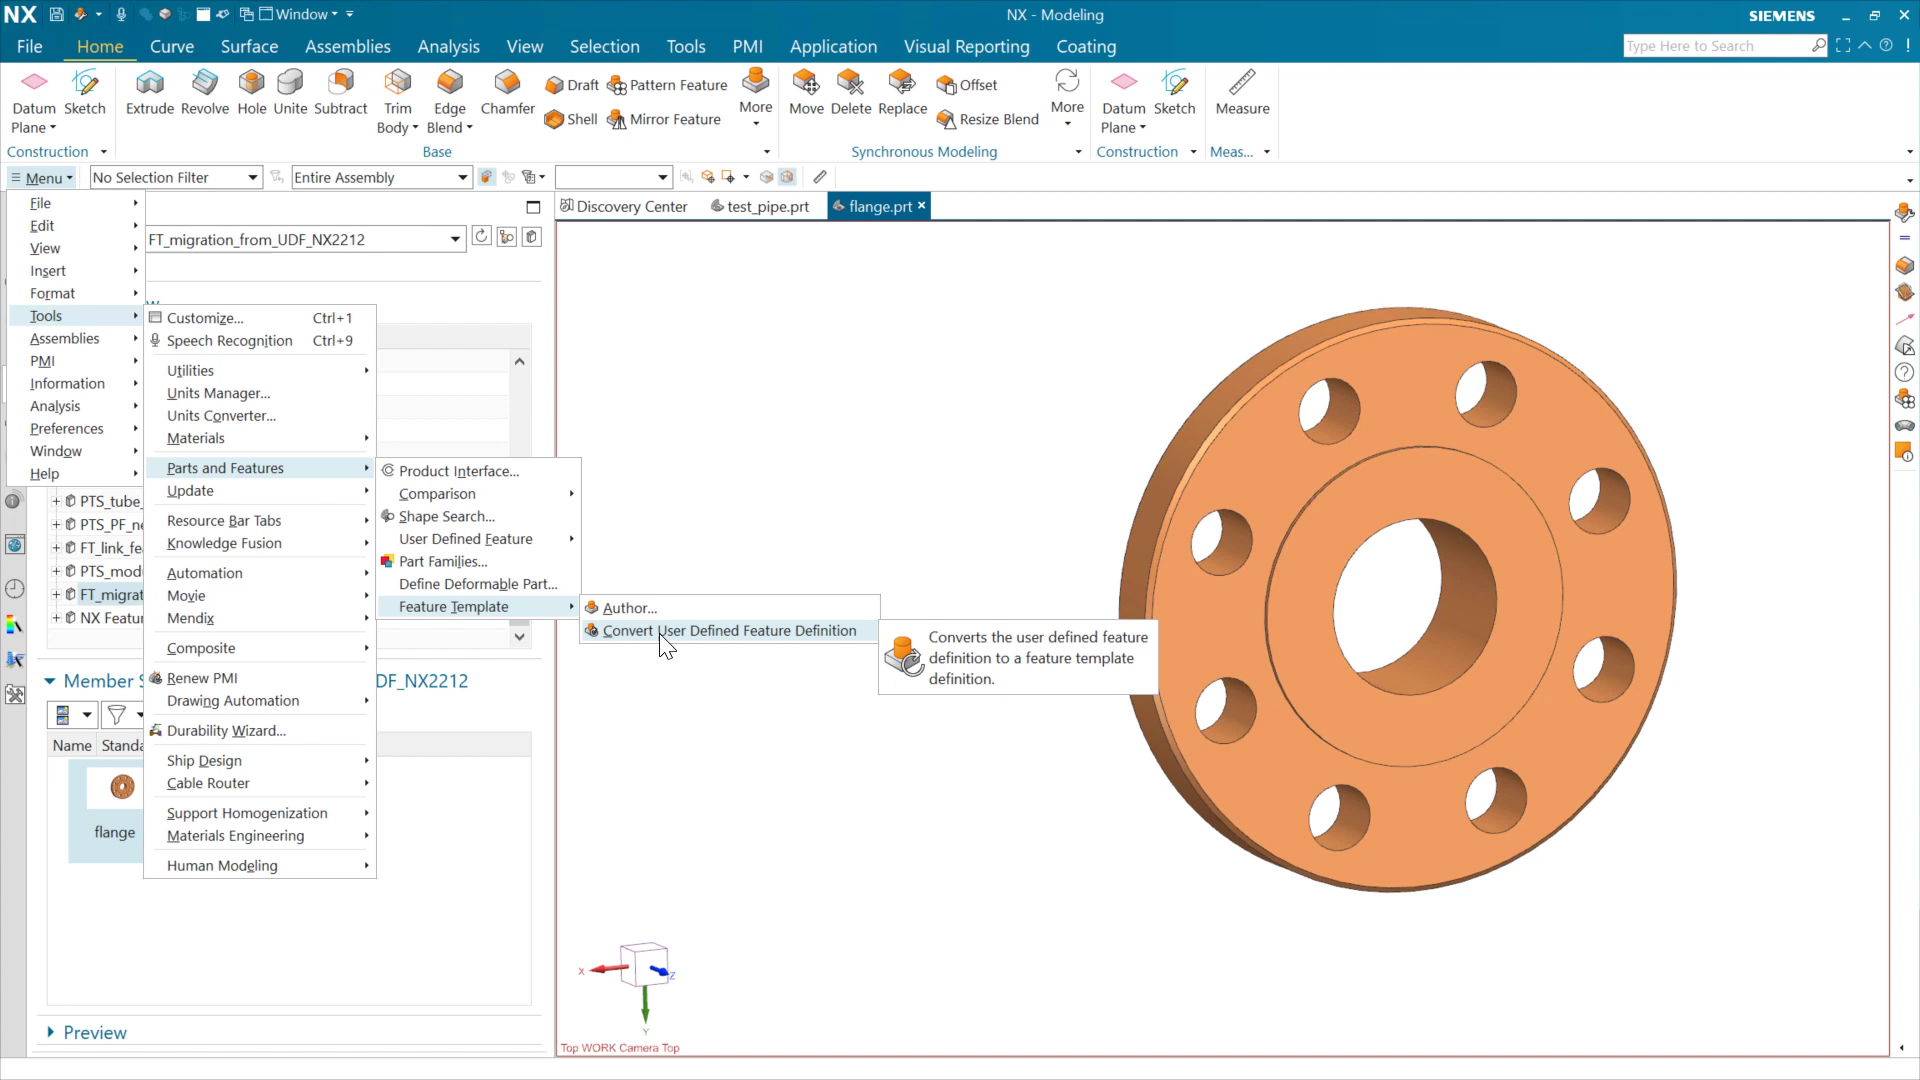 NX
Window
NX - Modeling
SIEMENS
File
Home
Curve
Surface
Assemblies
Analysis
View
Selection
Tools
PMI
Application
Visual Reporting
Coating
Type Here to Search
Datum Plane
Sketch
Extrude
Revolve
Hole
Unite
Subtract
Trim Body
Edge Blend
Chamfer
Draft
Shell
Pattern Feature
Mirror Feature
More
Move
Delete
Replace
Offset
Resize Blend
More
Datum Plane
Sketch
Measure
Construction
Base
Synchronous Modeling
Construction
Meas...
Menu
No Selection Filter
Entire Assembly
Discovery Center
test_pipe.prt
flange.prt
FT_migration_from_UDF_NX2212
File
Edit
View
Insert
Format
Tools
Assemblies
PMI
Information
Analysis
Preferences
Window
Help
Customize... Ctrl+1
Speech Recognition Ctrl+9
Utilities
Units Manager...
Units Converter...
Materials
Parts and Features
Update
Resource Bar Tabs
Knowledge Fusion
Automation
Movie
Mendix
Composite
Renew PMI
Drawing Automation
Durability Wizard...
Ship Design
Cable Router
Support Homogenization
Materials Engineering
Human Modeling
Product Interface...
Comparison
Shape Search...
User Defined Feature
Part Families...
Define Deformable Part...
Feature Template
Author...
Convert User Defined Feature Definition
Converts the user defined feature
definition to a feature template
definition.
PTS_tube_
PTS_PF_ne
FT_link_fea
PTS_modu
FT_migrat
NX Featur
Member S
DF_NX2212
Name
Standa
flange
Preview
X
Z
Y
Top WORK Camera Top